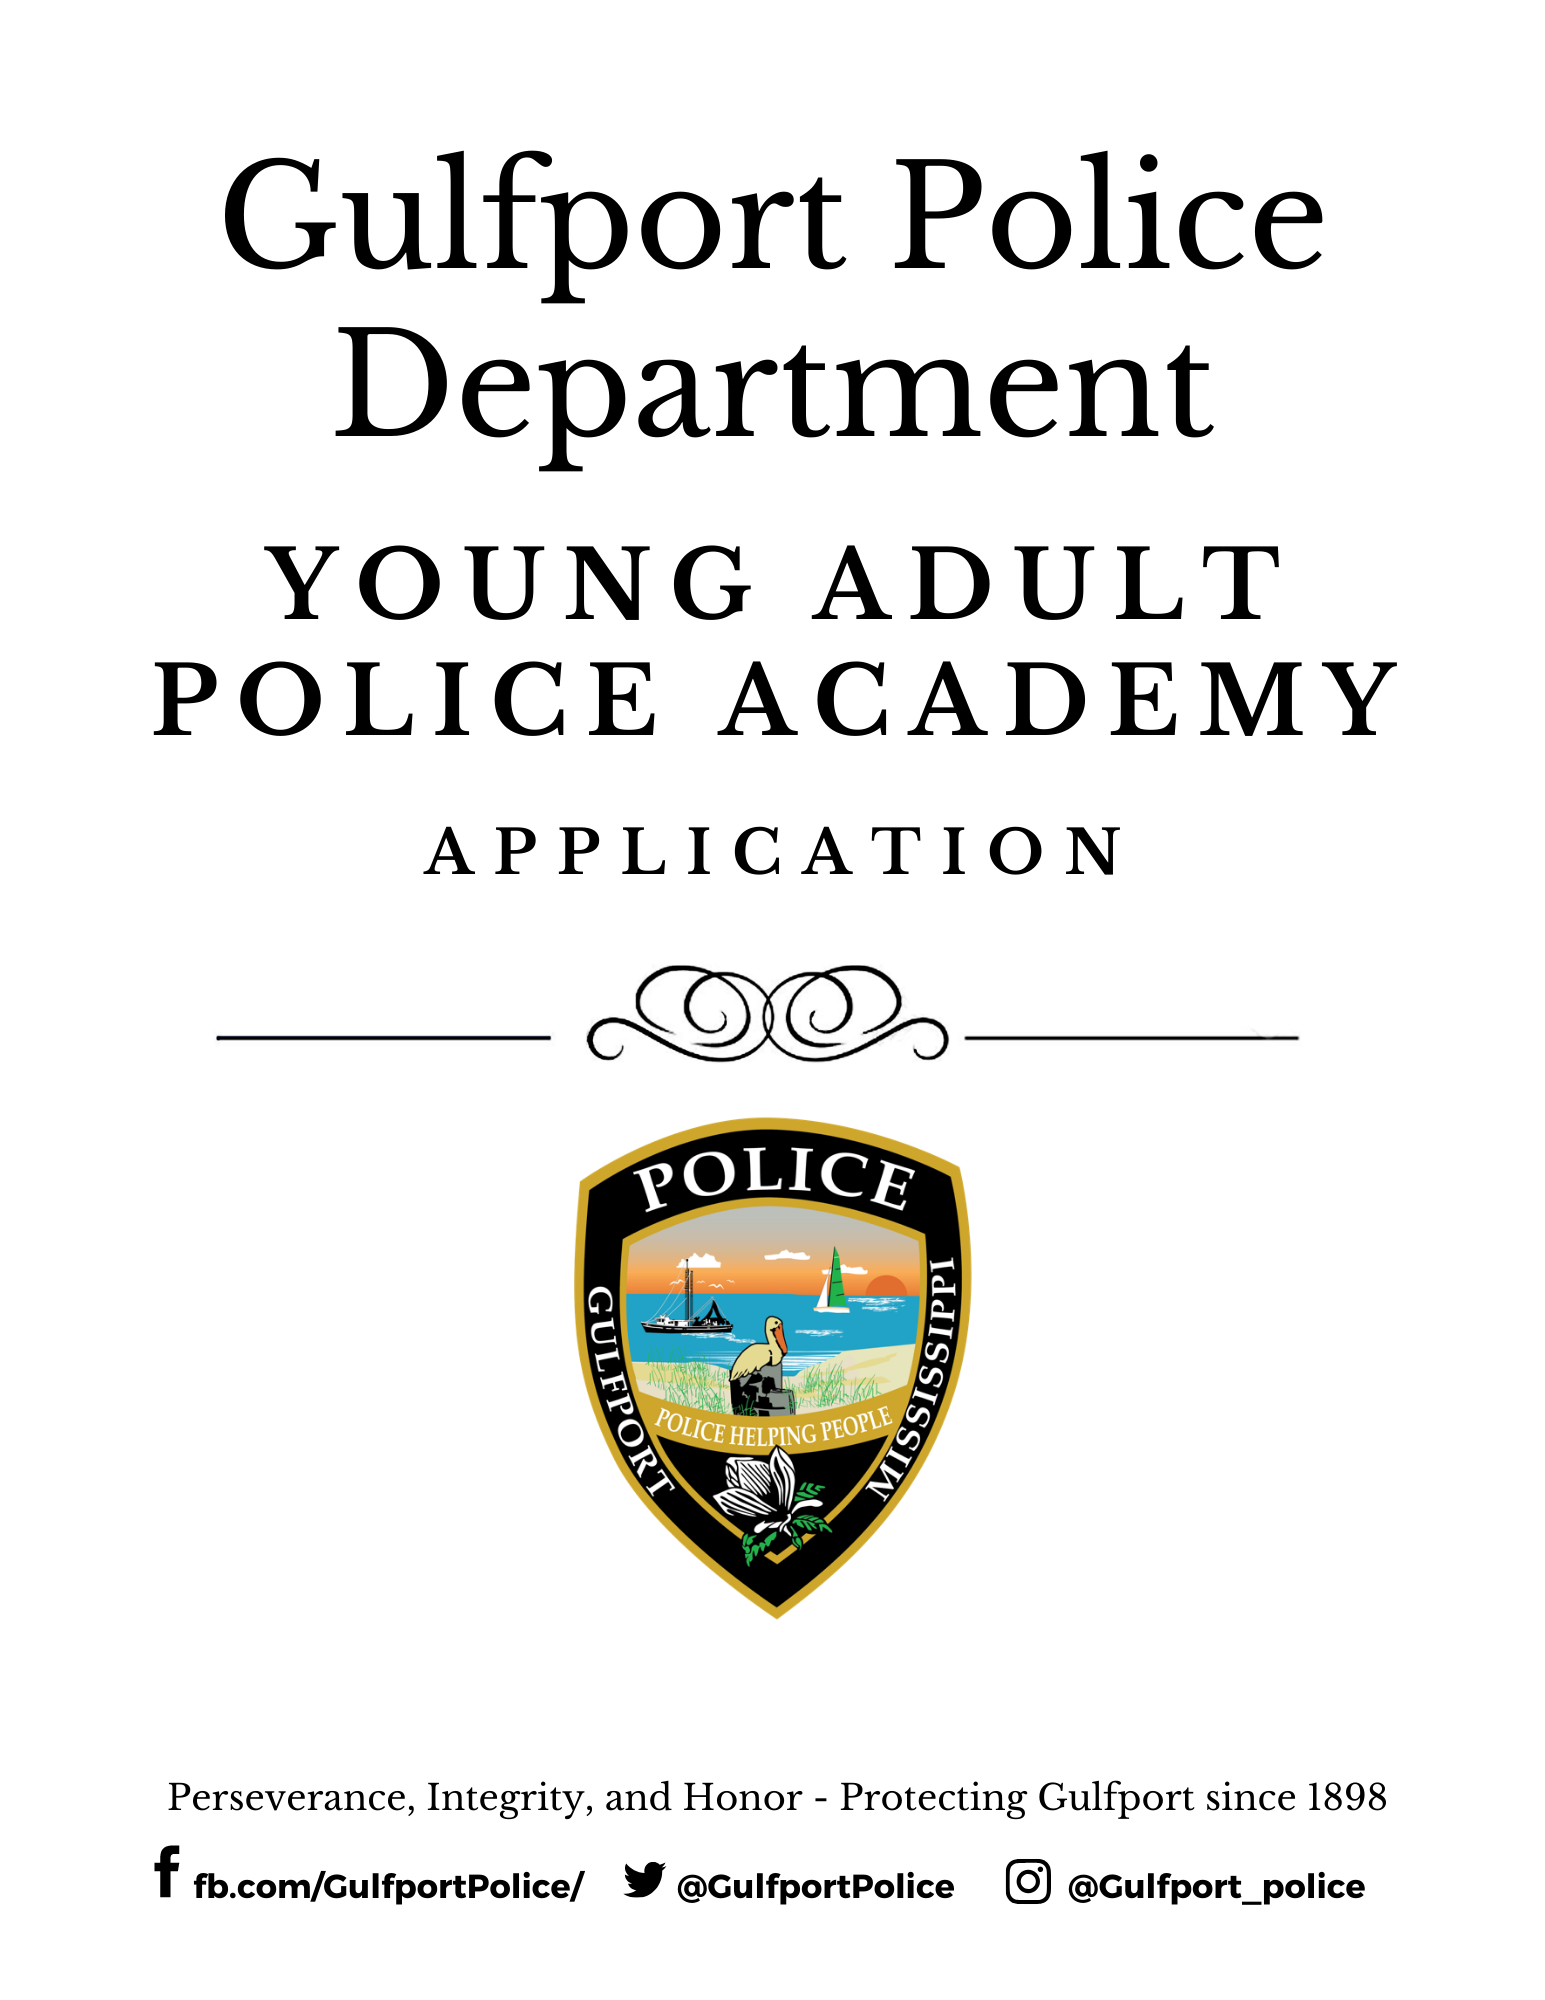 Gulfport Police
Department
YOUNG ADULT
POLICE ACADEMY
APPLICATION
POLICE
GULFPORT
MISSISSIPPI
POLICE HELPING PEOPLE
Perseverance, Integrity, and Honor - Protecting Gulfport since 1898
fb.com/GulfportPolice/ @GulfportPolice @Gulfport_police